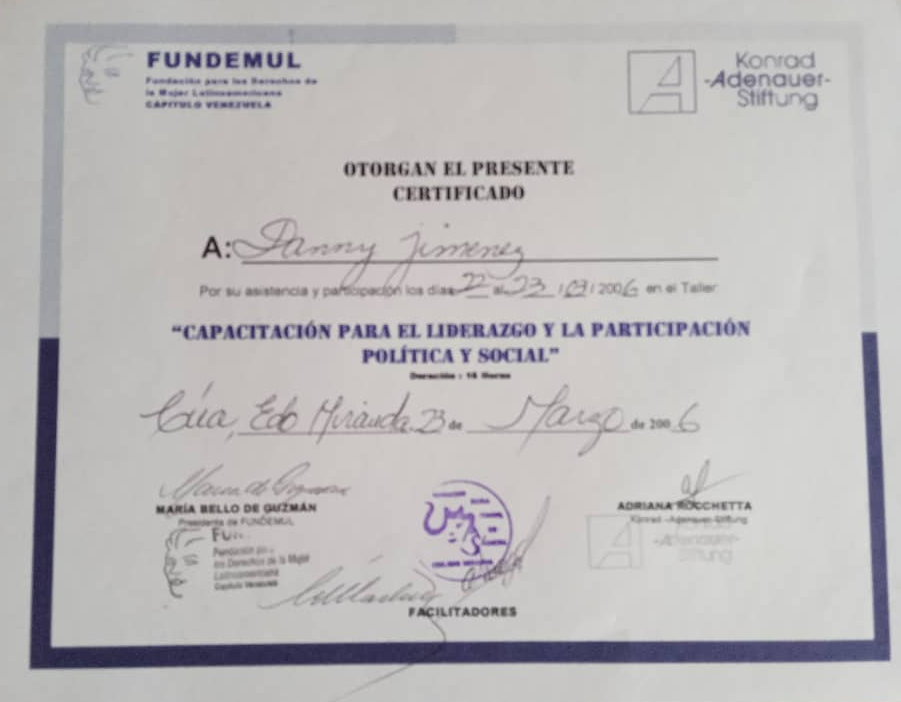 FUNDEMUL
Fundación para los Derechos de
la Mujer Latinoamericana
CAPITULO VENEZUELA
Konrad
-Adenauer-
Stiftung
OTORGAN EL PRESENTE
CERTIFICADO
A: Danny Jimenez
Por su asistencia y participación los días 22 al 23 / 03 / 2006 en el Taller:
“CAPACITACIÓN PARA EL LIDERAZGO Y LA PARTICIPACIÓN
POLÍTICA Y SOCIAL”
Duración : 16 Horas
Cúa, Edo Miranda, 23 de Marzo de 2006
MARÍA BELLO DE GUZMÁN
Presidenta de FUNDEMUL
ADRIANA ROCCHETTA
Konrad -Adenauer-Stiftung
los Derechos de la Mujer
Latinoamericana
Capitulo Venezuela
-Adenauer-
Stiftung
FACILITADORES